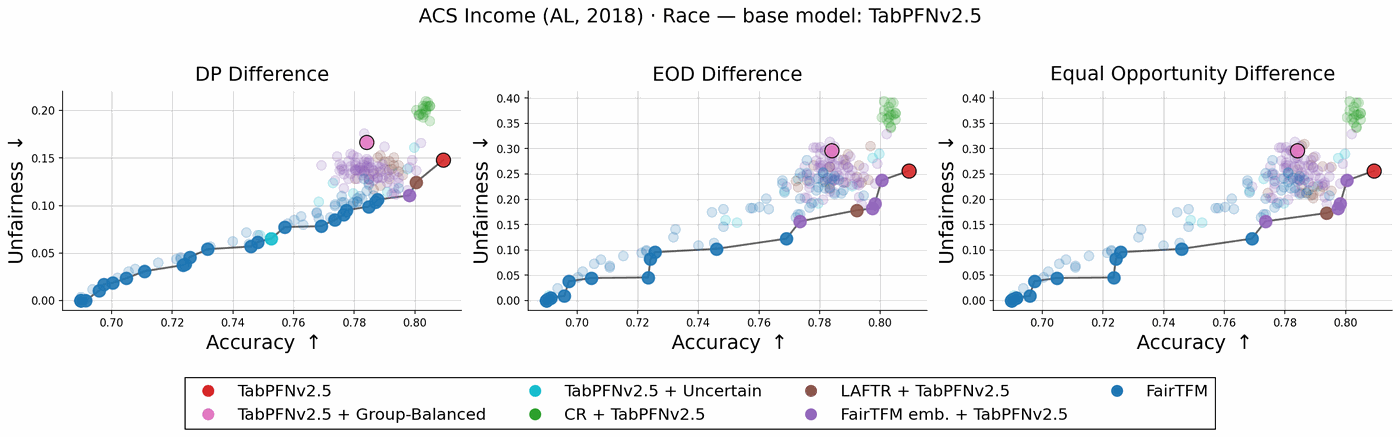 ACS Income (AL, 2018) · Race — base model: TabPFNv2.5
DP Difference
EOD Difference
Equal Opportunity Difference
Unfairness ↓
0.20
0.15
0.10
0.05
0.00
0.70 0.72 0.74 0.76 0.78 0.80
Accuracy ↑
Unfairness ↓
0.40
0.35
0.30
0.25
0.20
0.15
0.10
0.05
0.00
0.70 0.72 0.74 0.76 0.78 0.80
Accuracy ↑
Unfairness ↓
0.40
0.35
0.30
0.25
0.20
0.15
0.10
0.05
0.00
0.70 0.72 0.74 0.76 0.78 0.80
Accuracy ↑
TabPFNv2.5
TabPFNv2.5 + Group-Balanced
TabPFNv2.5 + Uncertain
CR + TabPFNv2.5
LAFTR + TabPFNv2.5
FairTFM emb. + TabPFNv2.5
FairTFM